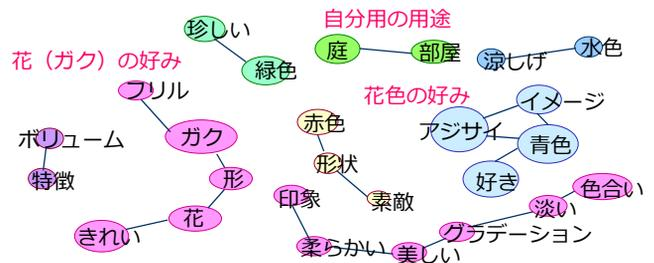 珍しい
緑色
自分用の用途
庭
部屋
涼しげ
水色
花（ガク）の好み
フリル
花色の好み
イメージ
アジサイ
青色
好き
ボリューム
特徴
ガク
形
花
きれい
赤色
形状
素敵
印象
柔らかい
美しい
グラデーション
淡い
色合い